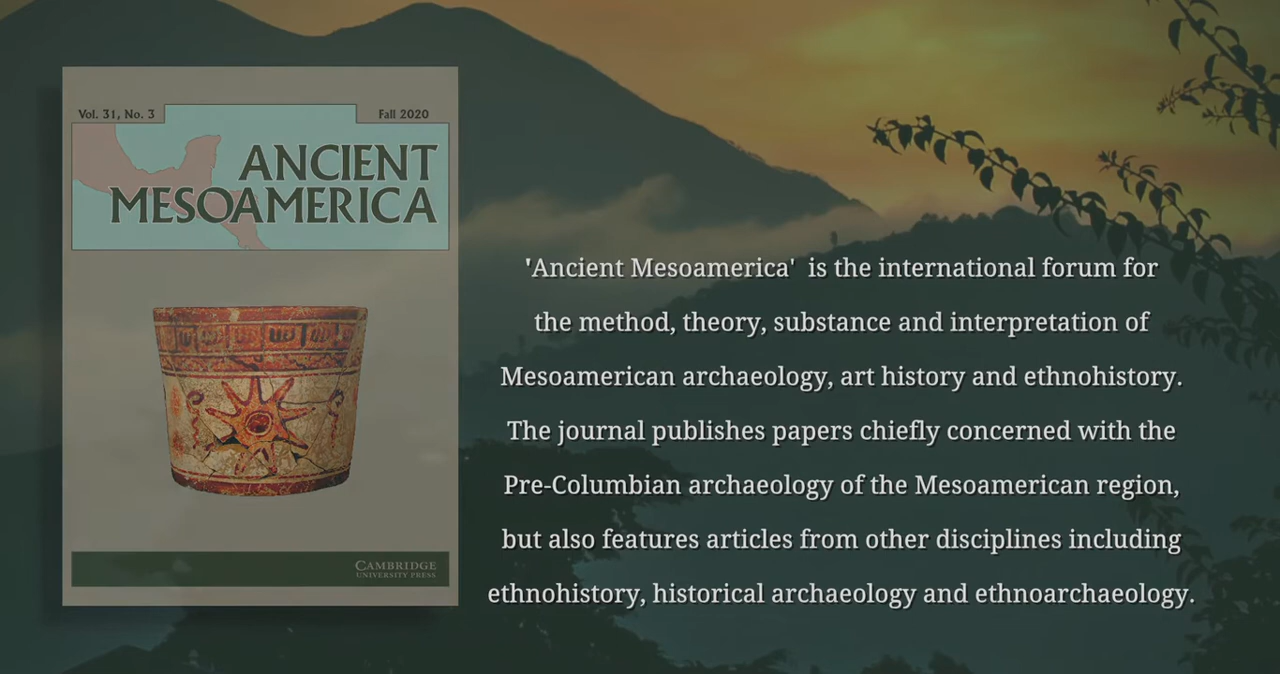 Vol. 31, No. 3
Fall 2020
ANCIENT
MESOAMERICA
CAMBRIDGE
UNIVERSITY PRESS
'Ancient Mesoamerica' is the international forum for
the method, theory, substance and interpretation of
Mesoamerican archaeology, art history and ethnohistory.
The journal publishes papers chiefly concerned with the
Pre-Columbian archaeology of the Mesoamerican region,
but also features articles from other disciplines including
ethnohistory, historical archaeology and ethnoarchaeology.